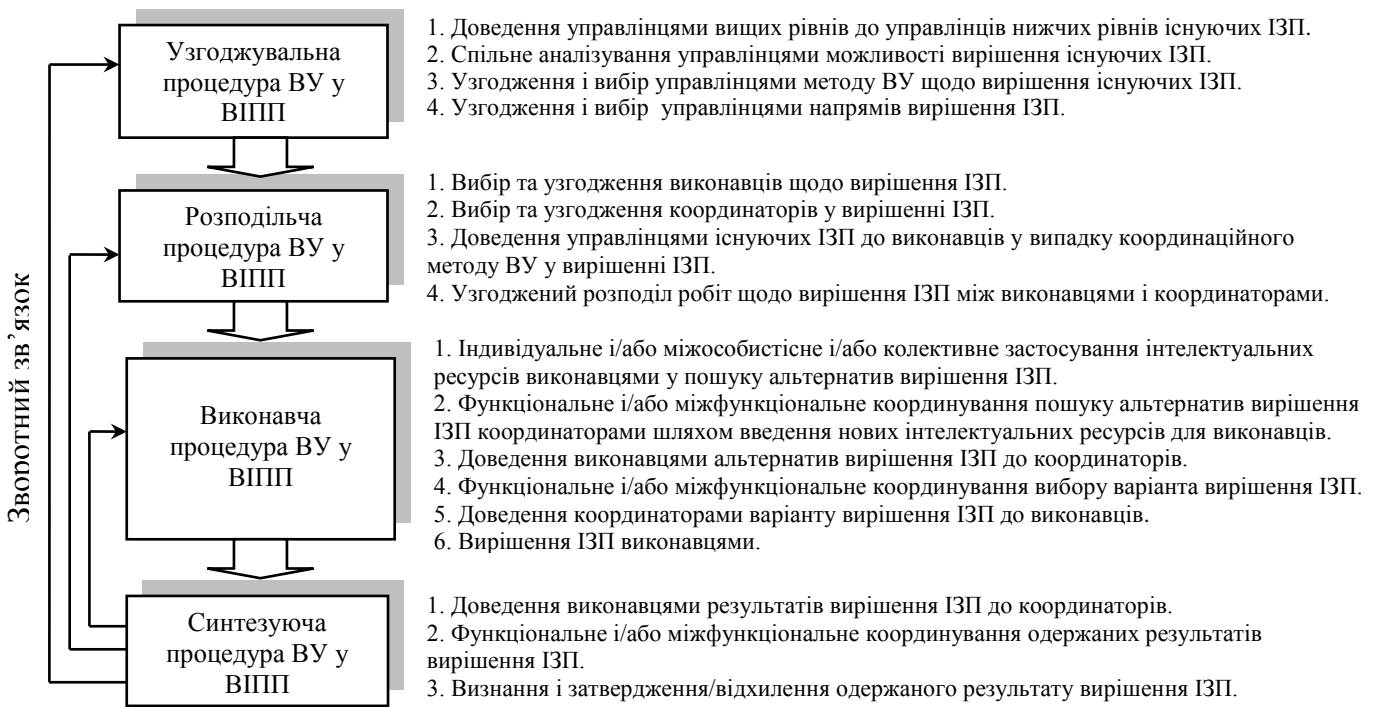 Узгоджувальна
процедура ВУ у
ВІПП
1. Доведення управлінцями вищих рівнів до управлінців нижчих рівнів існуючих ІЗП.
2. Спільне аналізування управлінцями можливості вирішення існуючих ІЗП.
3. Узгодження і вибір управлінцями методу ВУ щодо вирішення існуючих ІЗП.
4. Узгодження і вибір управлінцями напрямів вирішення ІЗП.
Розподільча
процедура ВУ у
ВІПП
1. Вибір та узгодження виконавців щодо вирішення ІЗП.
2. Вибір та узгодження координаторів у вирішенні ІЗП.
3. Доведення управлінцями існуючих ІЗП до виконавців у випадку координаційного
методу ВУ у вирішенні ІЗП.
4. Узгоджений розподіл робіт щодо вирішення ІЗП між виконавцями і координаторами.
Зворотний зв’язок
Виконавча
процедура ВУ у
ВІПП
1. Індивідуальне і/або міжособистісне і/або колективне застосування інтелектуальних
ресурсів виконавцями у пошуку альтернатив вирішення ІЗП.
2. Функціональне і/або міжфункціональне координування пошуку альтернатив вирішення
ІЗП координаторами шляхом введення нових інтелектуальних ресурсів для виконавців.
3. Доведення виконавцями альтернатив вирішення ІЗП до координаторів.
4. Функціональне і/або міжфункціональне координування вибору варіанта вирішення ІЗП.
5. Доведення координаторами варіанту вирішення ІЗП до виконавців.
6. Вирішення ІЗП виконавцями.
Синтезуюча
процедура ВУ у
ВІПП
1. Доведення виконавцями результатів вирішення ІЗП до координаторів.
2. Функціональне і/або міжфункціональне координування одержаних результатів
вирішення ІЗП.
3. Визнання і затвердження/відхилення одержаного результату вирішення ІЗП.